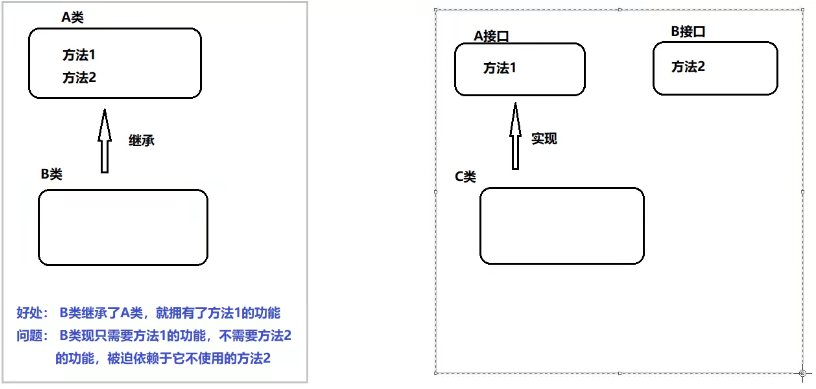 A类
方法1
方法2
继承
B类
好处: B类继承了A类，就拥有了方法1的功能
问题: B类现只需要方法1的功能，不需要方法2
的功能，被迫依赖于它不使用的方法2
A接口
方法1
B接口
方法2
实现
C类